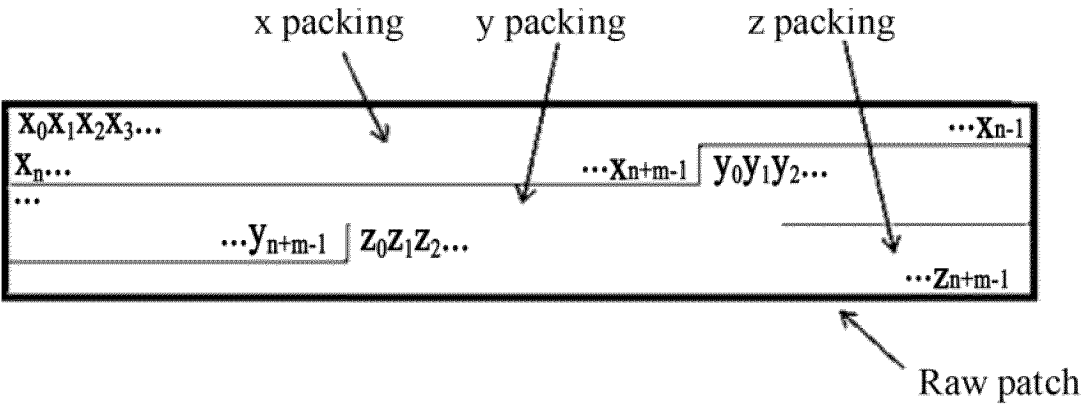 x packing y packing z packing
x₀x₁x₂x₃... ...xn-1
xn... ...xn+m-1 y₀y₁y₂...
...
...yn+m-1 z₀z₁z₂...
...zn+m-1
Raw patch